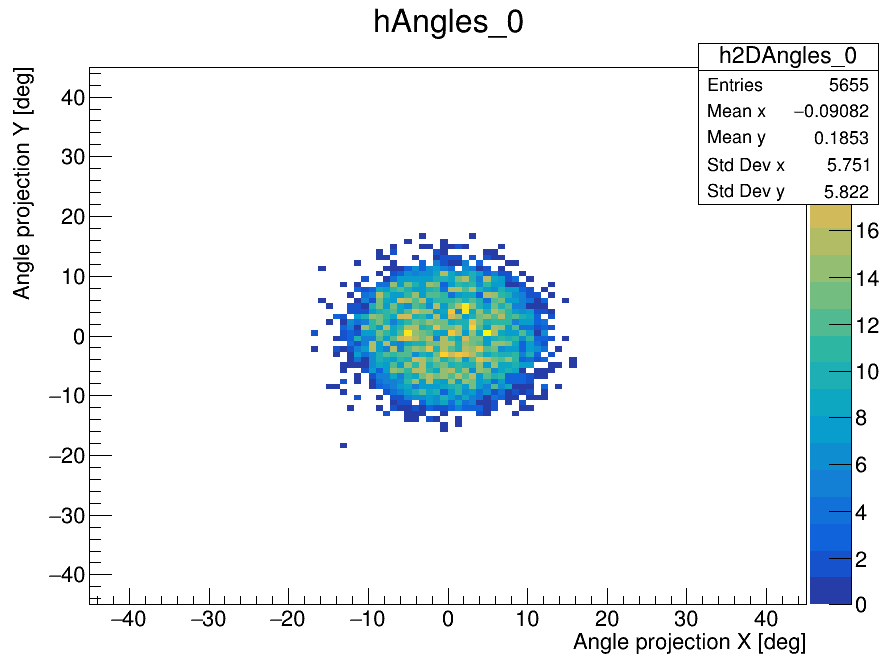 hAngles_0
h2DAngles_0
Entries 5655
Mean x −0.09082
Mean y 0.1853
Std Dev x 5.751
Std Dev y 5.822
Angle projection Y [deg]
40
30
20
10
0
−10
−20
−30
−40
16
14
12
10
8
6
4
2
0
−40 −30 −20 −10 0 10 20 30 40
Angle projection X [deg]